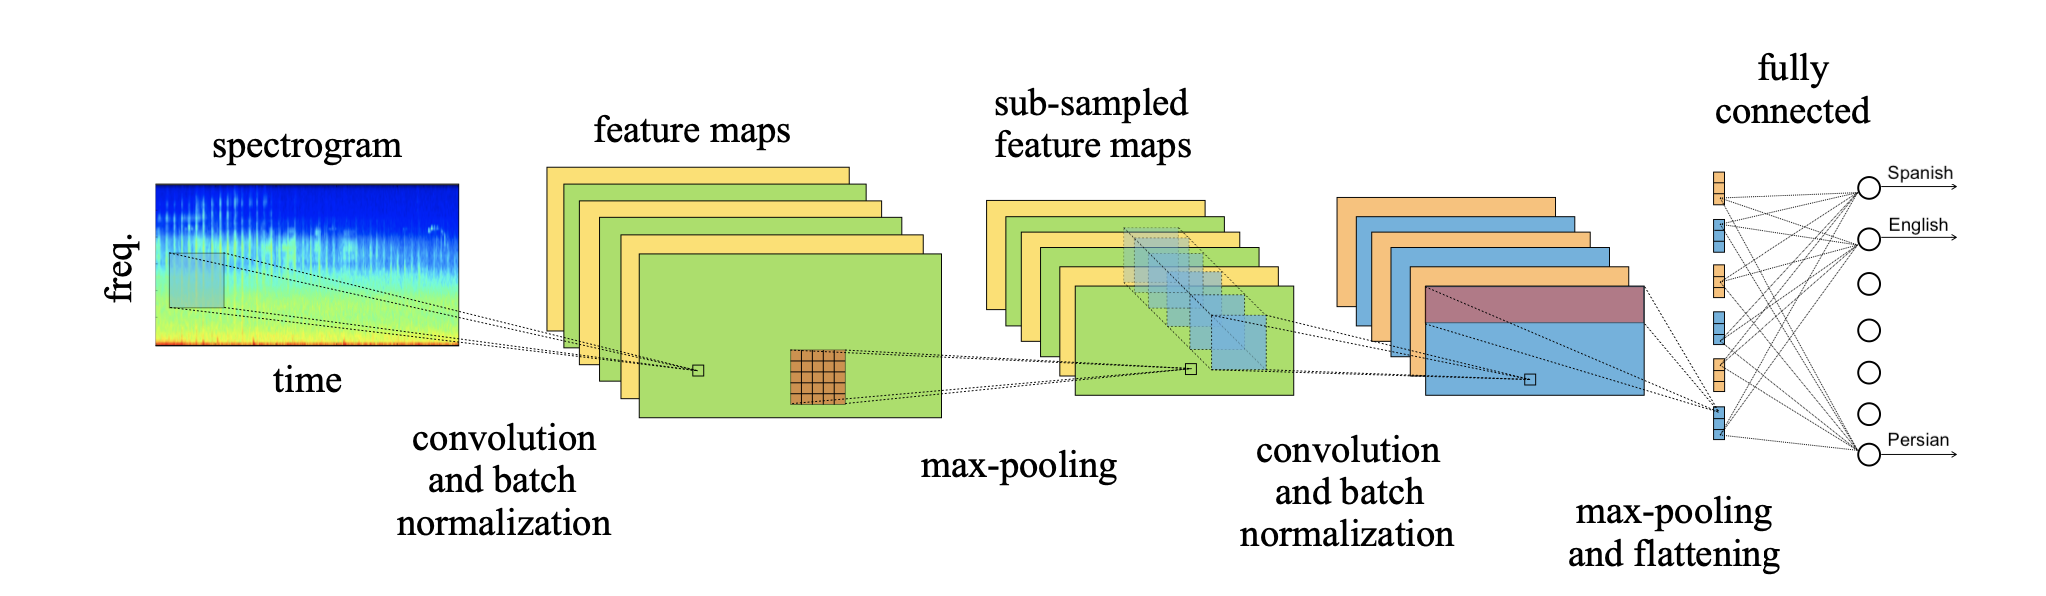 spectrogram
freq.
time
feature maps
convolution
and batch
normalization
sub-sampled
feature maps
max-pooling
convolution
and batch
normalization
max-pooling
and flattening
fully
connected
Spanish
English
Persian